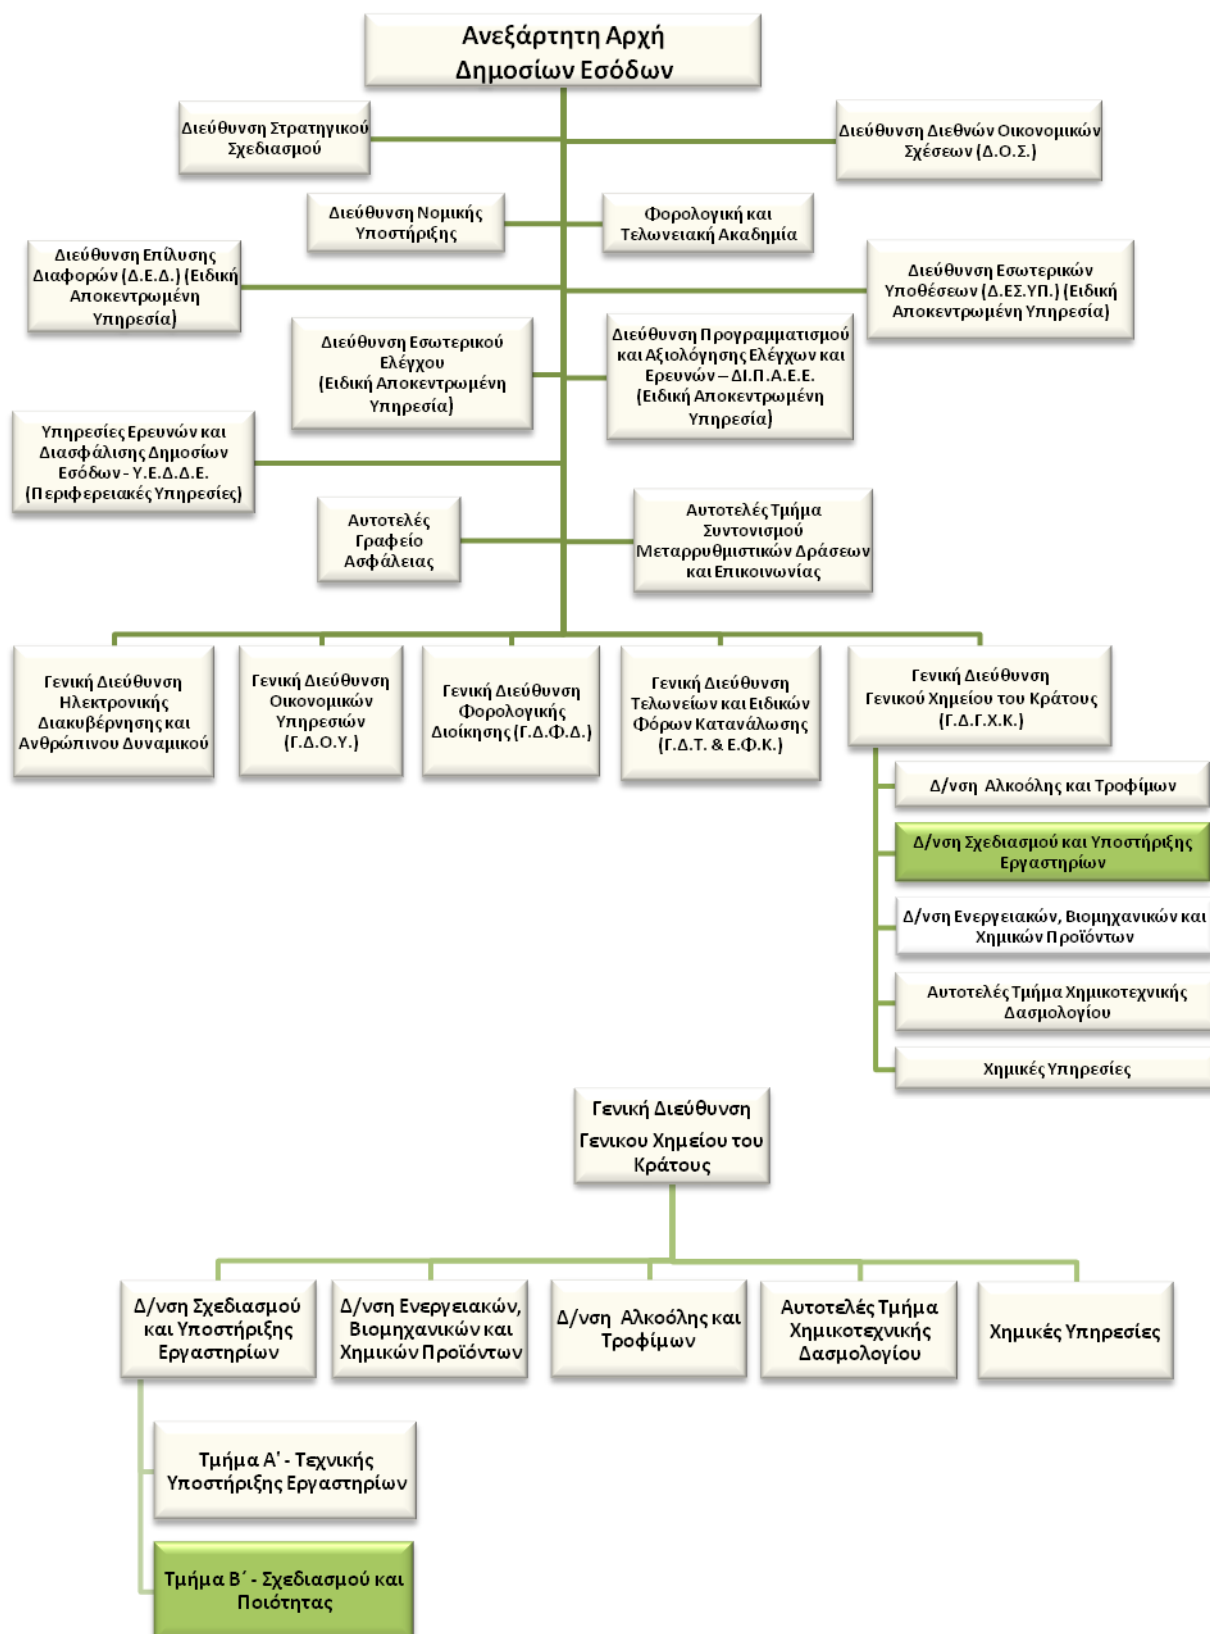 Ανεξάρτητη Αρχή
Δημοσίων Εσόδων
Διεύθυνση Στρατηγικού
Σχεδιασμού
Διεύθυνση Διεθνών Οικονομικών
Σχέσεων (Δ.Ο.Σ.)
Διεύθυνση Νομικής
Υποστήριξης
Φορολογική και
Τελωνειακή Ακαδημία
Διεύθυνση Επίλυσης
Διαφορών (Δ.Ε.Δ.) (Ειδική
Αποκεντρωμένη
Υπηρεσία)
Διεύθυνση Εσωτερικών
Υποθέσεων (Δ.ΕΣ.ΥΠ.) (Ειδική
Αποκεντρωμένη Υπηρεσία)
Διεύθυνση Εσωτερικού
Ελέγχου
(Ειδική Αποκεντρωμένη
Υπηρεσία)
Διεύθυνση Προγραμματισμού
και Αξιολόγησης Ελέγχων και
Ερευνών – ΔΙ.Π.Α.Ε.Ε.
(Ειδική Αποκεντρωμένη
Υπηρεσία)
Υπηρεσίες Ερευνών και
Διασφάλισης Δημοσίων
Εσόδων - Υ.Ε.Δ.Δ.Ε.
(Περιφερειακές Υπηρεσίες)
Αυτοτελές
Γραφείο
Ασφάλειας
Αυτοτελές Τμήμα
Συντονισμού
Μεταρρυθμιστικών Δράσεων
και Επικοινωνίας
Γενική Διεύθυνση
Ηλεκτρονικής
Διακυβέρνησης και
Ανθρώπινου Δυναμικού
Γενική Διεύθυνση
Οικονομικών
Υπηρεσιών
(Γ.Δ.Ο.Υ.)
Γενική Διεύθυνση
Φορολογικής
Διοίκησης (Γ.Δ.Φ.Δ.)
Γενική Διεύθυνση
Τελωνείων και Ειδικών
Φόρων Κατανάλωσης
(Γ.Δ.Τ. & Ε.Φ.Κ.)
Γενική Διεύθυνση
Γενικού Χημείου του Κράτους
(Γ.Δ.Γ.Χ.Κ.)
Δ/νση Αλκοόλης και Τροφίμων
Δ/νση Σχεδιασμού και Υποστήριξης
Εργαστηρίων
Δ/νση Ενεργειακών, Βιομηχανικών και
Χημικών Προϊόντων
Αυτοτελές Τμήμα Χημικοτεχνικής
Δασμολογίου
Χημικές Υπηρεσίες
Γενική Διεύθυνση
Γενικου Χημείου του
Κράτους
Δ/νση Σχεδιασμού
και Υποστήριξης
Εργαστηρίων
Δ/νση Ενεργειακών,
Βιομηχανικών και
Χημικών Προϊόντων
Δ/νση Αλκοόλης και
Τροφίμων
Αυτοτελές Τμήμα
Χημικοτεχνικής
Δασμολογίου
Χημικές Υπηρεσίες
Τμήμα Α' - Τεχνικής
Υποστήριξης Εργαστηρίων
Τμήμα Β΄ - Σχεδιασμού και
Ποιότητας